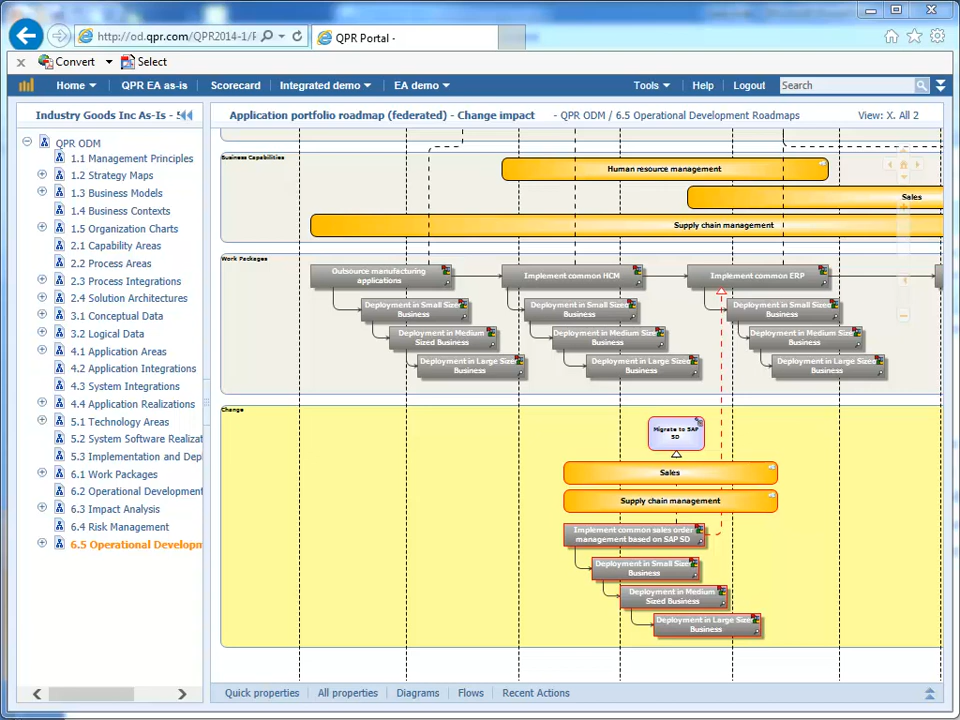 http://od.qpr.com/QPR2014-1/F
QPR Portal -
Convert
Select
Home
QPR EA as-is
Scorecard
Integrated demo
EA demo
Tools
Help
Logout
Search
Industry Goods Inc As-Is -
Application portfolio roadmap (federated) - Change impact
- QPR ODM / 6.5 Operational Development Roadmaps
View: X. All 2
QPR ODM
1.1 Management Principles
1.2 Strategy Maps
1.3 Business Models
1.4 Business Contexts
1.5 Organization Charts
2.1 Capability Areas
2.2 Process Areas
2.3 Process Integrations
2.4 Solution Architectures
3.1 Conceptual Data
3.2 Logical Data
4.1 Application Areas
4.2 Application Integrations
4.3 System Integrations
4.4 Application Realizations
5.1 Technology Areas
5.2 System Software Realizat
5.3 Implementation and Dep
6.1 Work Packages
6.2 Operational Development
6.3 Impact Analysis
6.4 Risk Management
6.5 Operational Developm
Business Capabilities
Human resource management
Sales
Supply chain management
Work Packages
Outsource manufacturing
applications
Implement common HCM
Implement common ERP
Deployment in Small Sized
Business
Deployment in Small Sized
Business
Deployment in Small Sized
Business
Deployment in Medium
Sized Business
Deployment in Medium Size
Business
Deployment in Medium Size
Business
Deployment in Large Size
Business
Deployment in Large Size
Business
Deployment in Large Size
Business
Change
Migrate to SAP
SD
Sales
Supply chain management
Implement common sales order
management based on SAP SD
Deployment in Small Sized
Business
Deployment in Medium
Sized Business
Deployment in Large Size
Business
Quick properties
All properties
Diagrams
Flows
Recent Actions